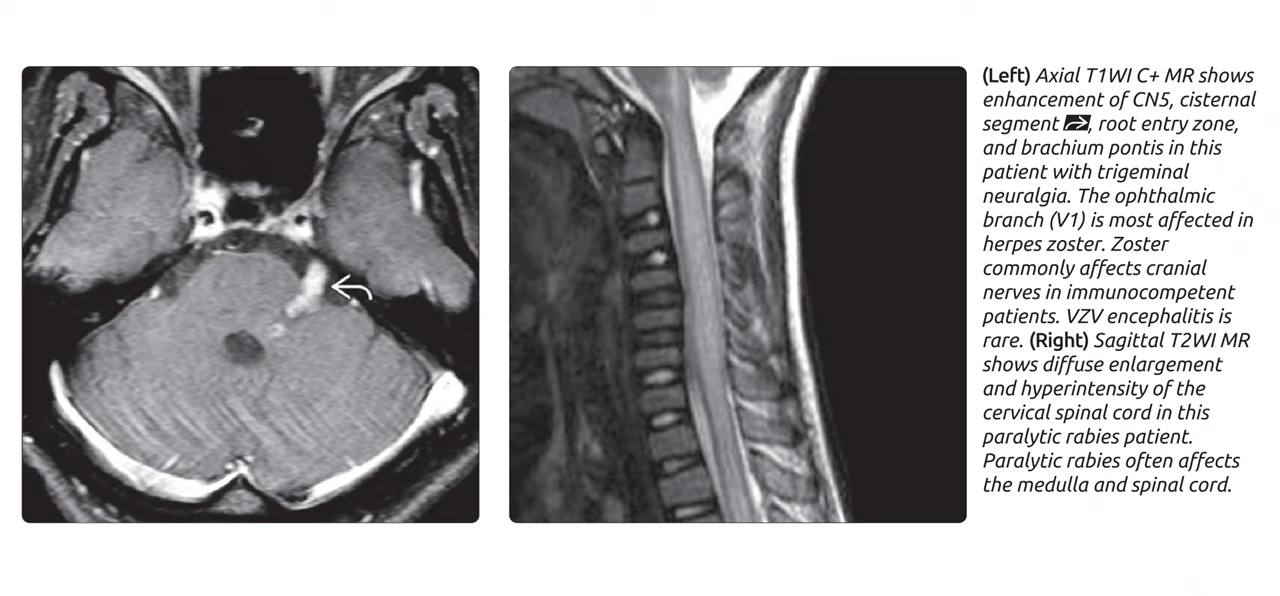 (Left) Axial T1WI C+ MR shows
enhancement of CN5, cisternal
segment , root entry zone,
and brachium pontis in this
patient with trigeminal
neuralgia. The ophthalmic
branch (V1) is most affected in
herpes zoster. Zoster
commonly affects cranial
nerves in immunocompetent
patients. VZV encephalitis is
rare. (Right) Sagittal T2WI MR
shows diffuse enlargement
and hyperintensity of the
cervical spinal cord in this
paralytic rabies patient.
Paralytic rabies often affects
the medulla and spinal cord.